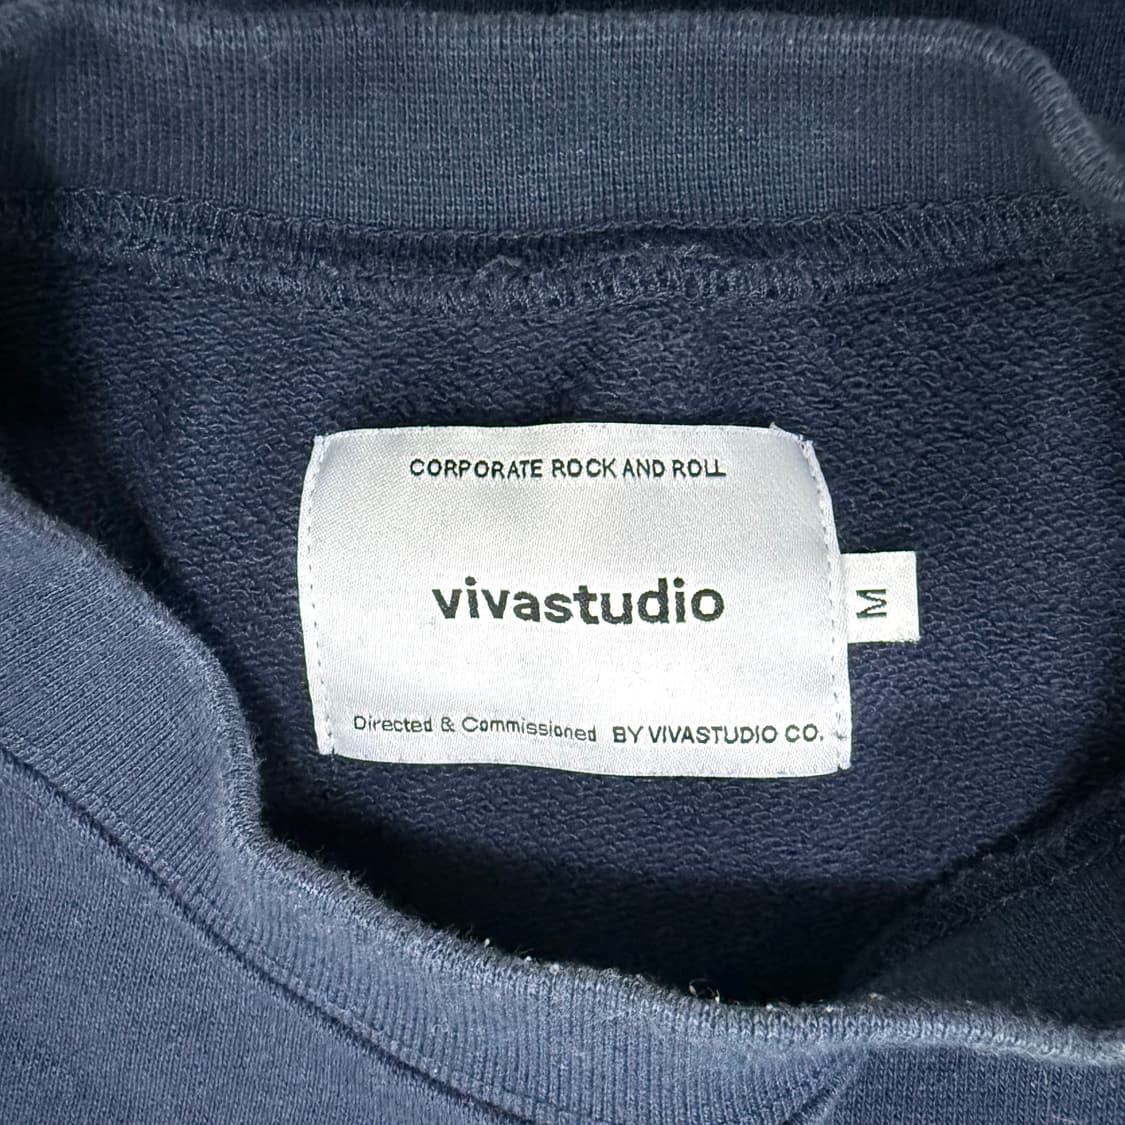 CORPORATE ROCK AND ROLL
vivastudio
M
Directed & Commissioned BY VIVASTUDIO CO.